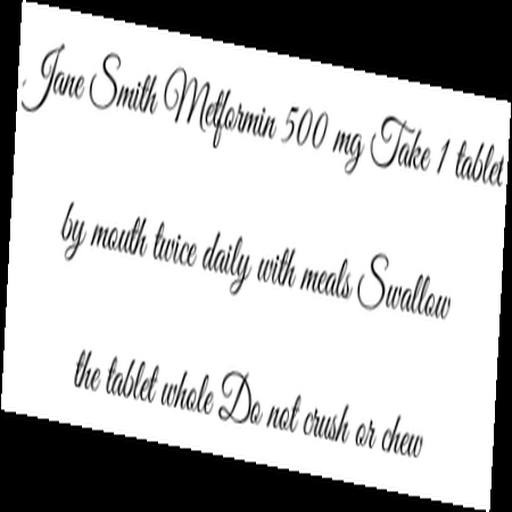 Jane Smith Metformin 500 mg Take 1 tablet
by mouth twice daily with meals Swallow
the tablet whole Do not crush or chew